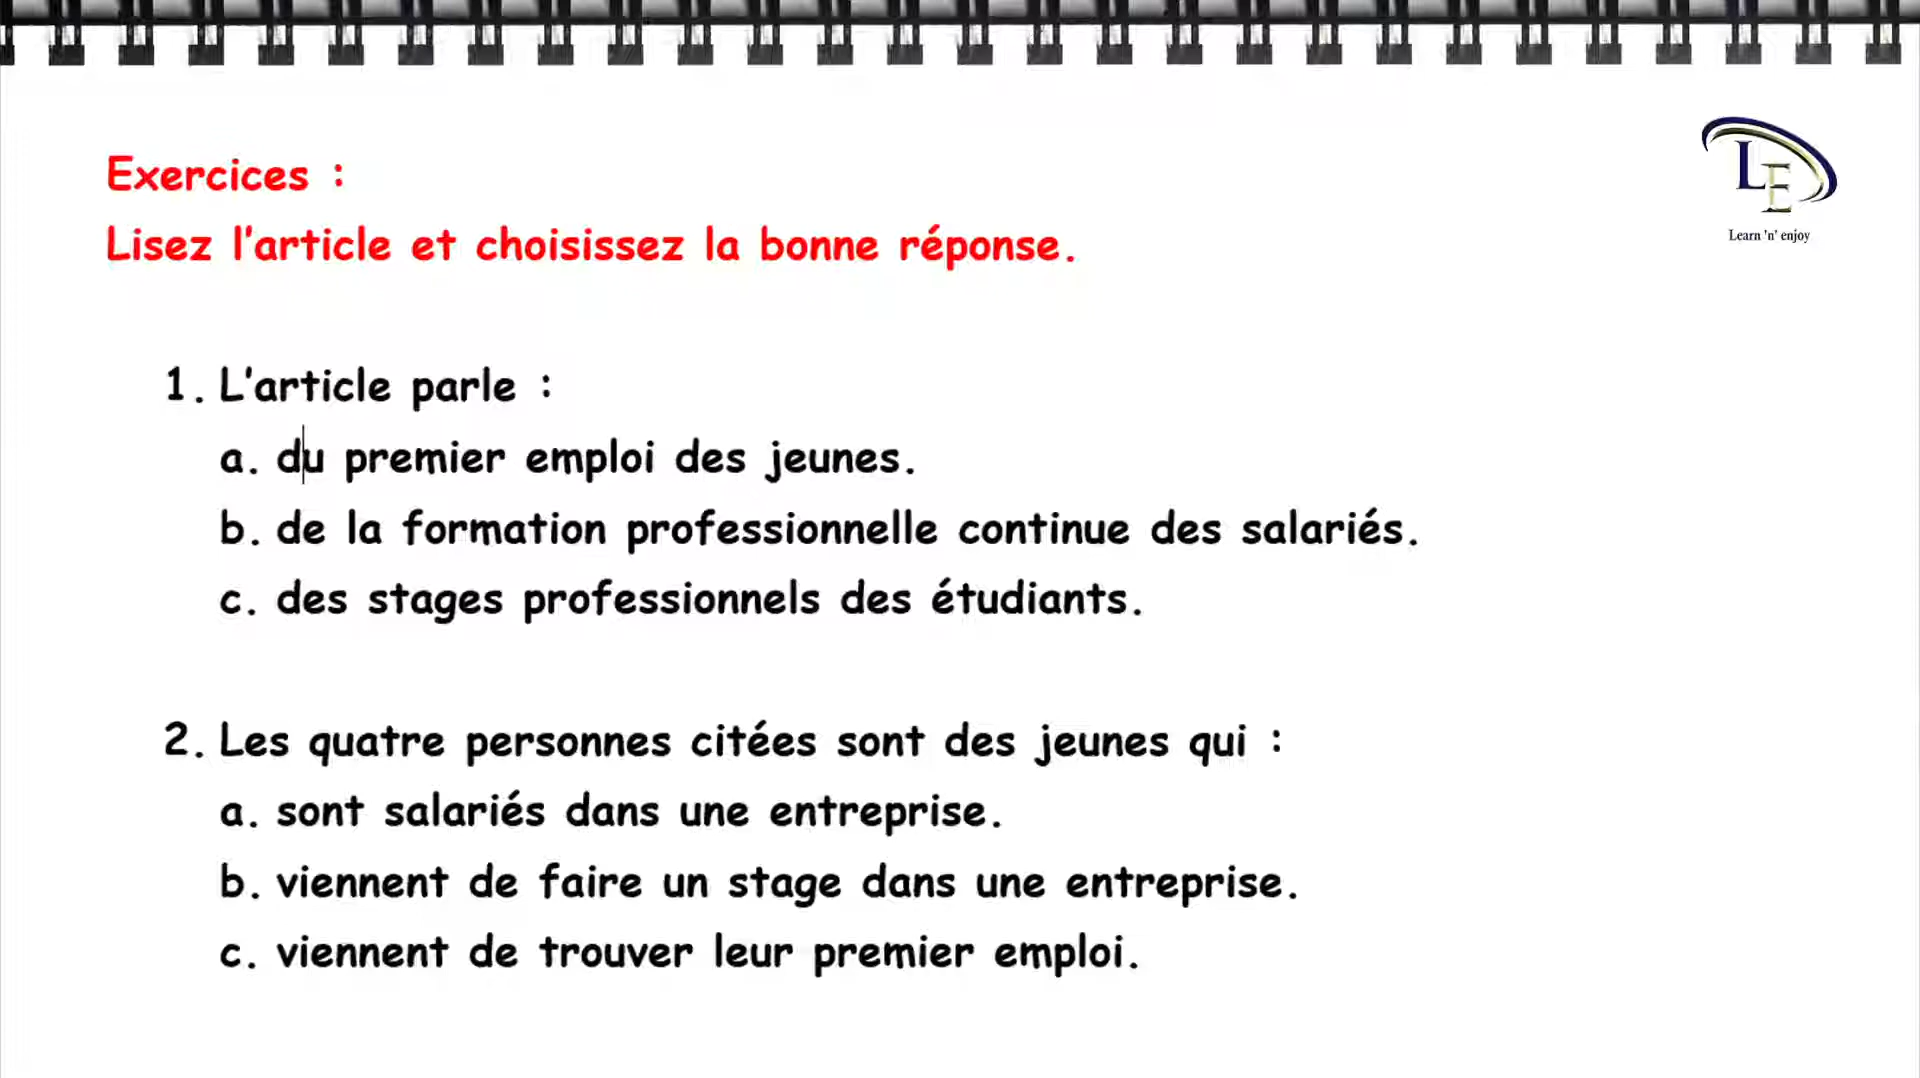 LE
Learn 'n' enjoy
Exercices :
Lisez l'article et choisissez la bonne réponse.
1. L'article parle :
a. du premier emploi des jeunes.
b. de la formation professionnelle continue des salariés.
c. des stages professionnels des étudiants.
2. Les quatre personnes citées sont des jeunes qui :
a. sont salariés dans une entreprise.
b. viennent de faire un stage dans une entreprise.
c. viennent de trouver leur premier emploi.